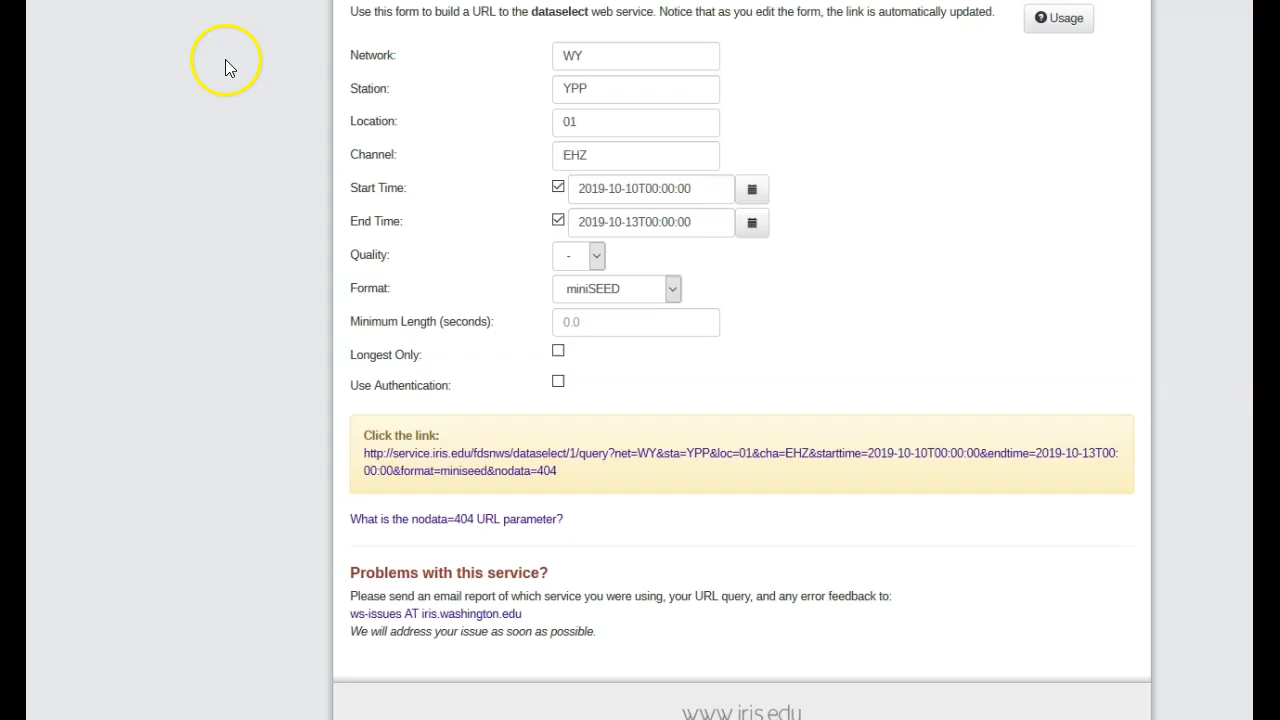 Use this form to build a URL to the dataselect web service. Notice that as you edit the form, the link is automatically updated.
Usage
Network: WY
Station: YPP
Location: 01
Channel: EHZ
Start Time: 2019-10-10T00:00:00
End Time: 2019-10-13T00:00:00
Quality: -
Format: miniSEED
Minimum Length (seconds): 0.0
Longest Only:
Use Authentication:
Click the link:
http://service.iris.edu/fdsnws/dataselect/1/query?net=WY&sta=YPP&loc=01&cha=EHZ&starttime=2019-10-10T00:00:00&endtime=2019-10-13T00:
00:00&format=miniseed&nodata=404
What is the nodata=404 URL parameter?
Problems with this service?
Please send an email report of which service you were using, your URL query, and any error feedback to:
ws-issues AT iris.washington.edu
We will address your issue as soon as possible.
www.iris.edu